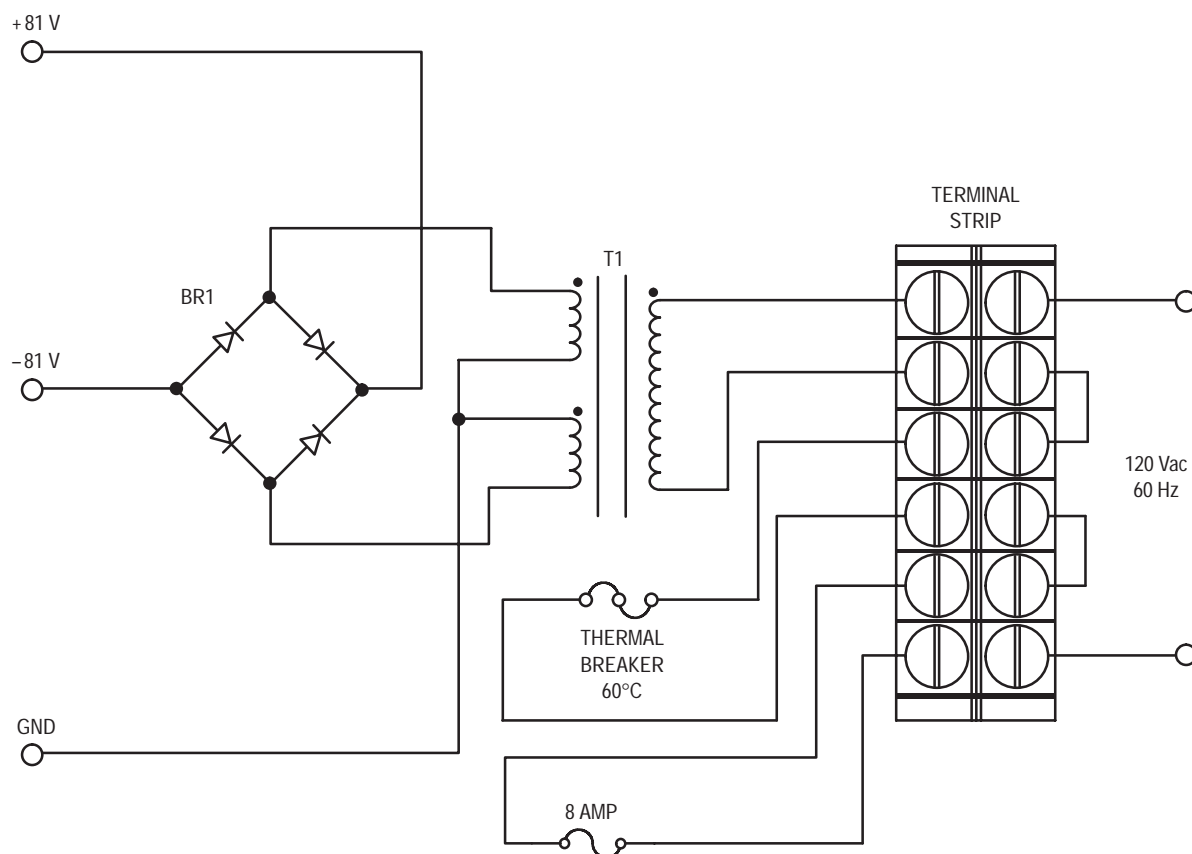 +81 V
TERMINAL
STRIP
T1
BR1
–81 V
120 Vac
60 Hz
THERMAL
BREAKER
60°C
GND
8 AMP